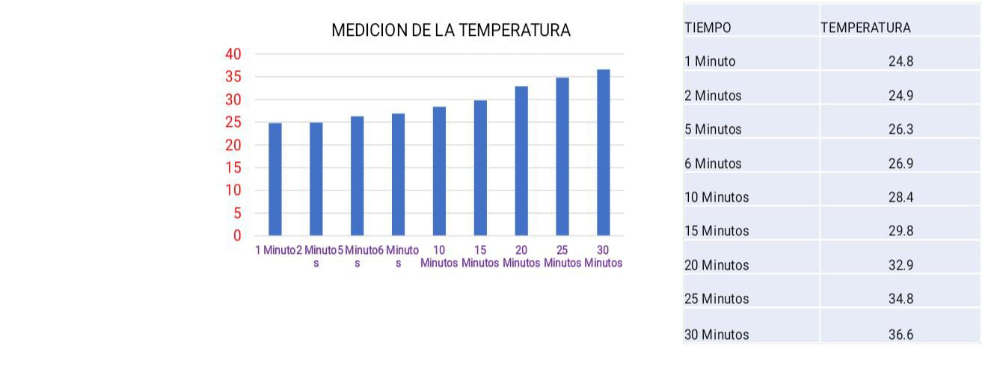 MEDICION DE LA TEMPERATURA
40
35
30
25
20
15
10
5
0
1 Minuto 2 Minuto 5 Minuto 6 Minuto 10 15 20 25 30
s s s Minutos Minutos Minutos Minutos Minutos
TIEMPO TEMPERATURA
1 Minuto 24.8
2 Minutos 24.9
5 Minutos 26.3
6 Minutos 26.9
10 Minutos 28.4
15 Minutos 29.8
20 Minutos 32.9
25 Minutos 34.8
30 Minutos 36.6